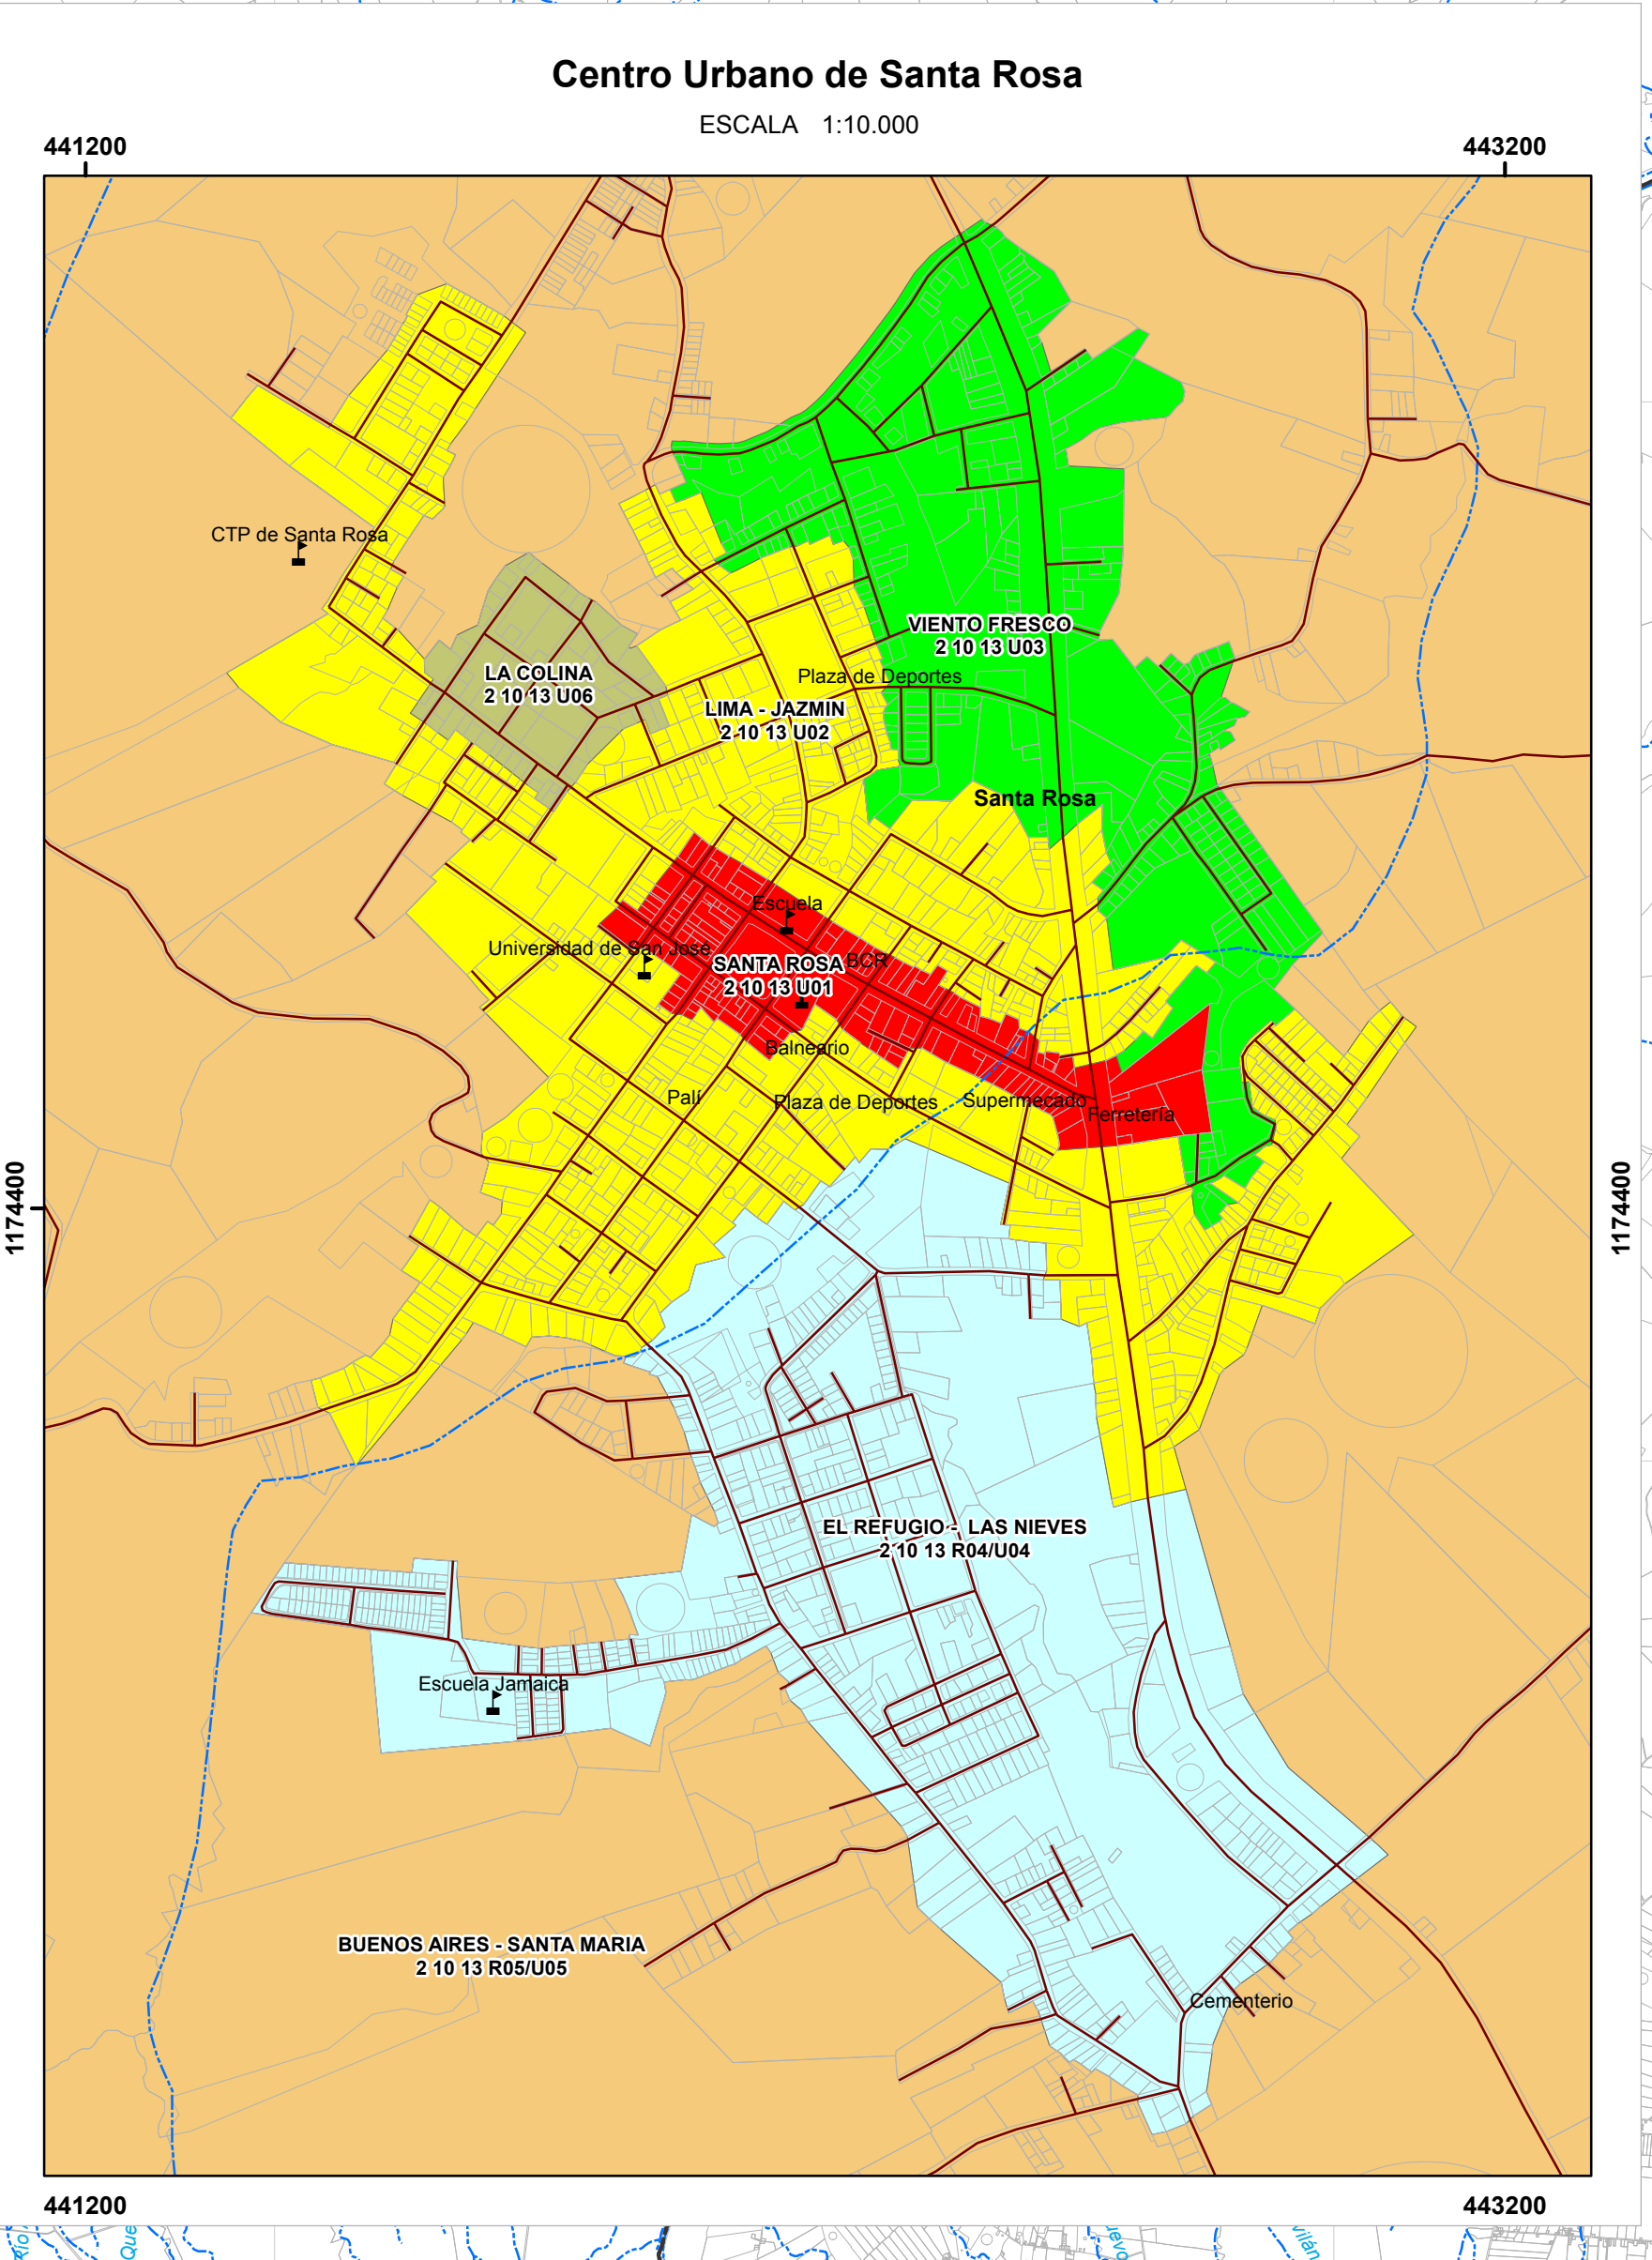 Centro Urbano de Santa Rosa
ESCALA 1:10.000
441200
443200
CTP de Santa Rosa
VIENTO FRESCO
2 10 13 U03
LA COLINA
2 10 13 U06
Plaza de Deportes
LIMA - JAZMIN
2 10 13 U02
Santa Rosa
Escuela
Universidad de San José
BCR
SANTA ROSA
2 10 13 U01
Balneario
Palí
Plaza de Deportes
Supermecado
Ferretería
1174400
1174400
EL REFUGIO - LAS NIEVES
2 10 13 R04/U04
Escuela Jamaica
BUENOS AIRES - SANTA MARIA
2 10 13 R05/U05
Cementerio
441200
443200
Río
Que